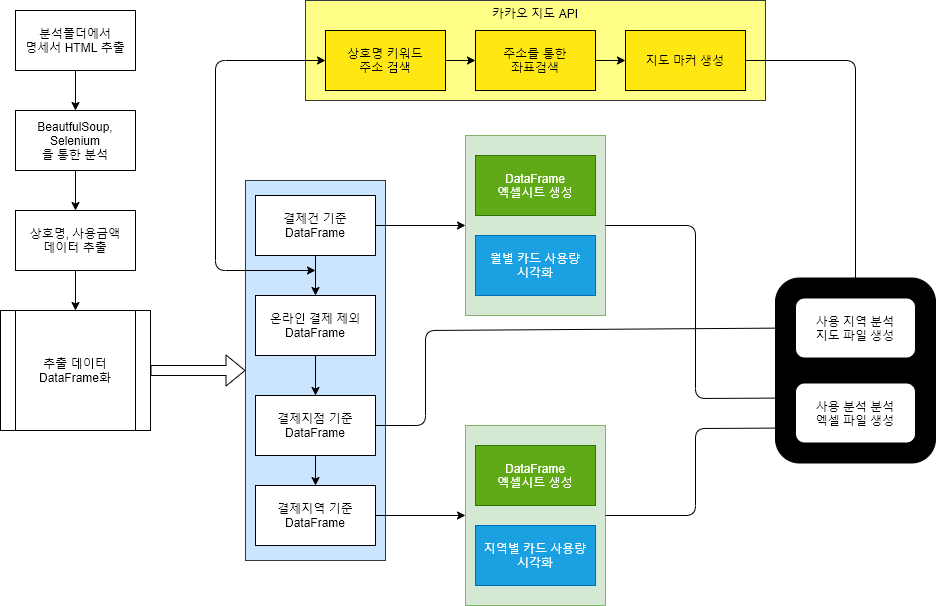 분석폴더에서
명세서 HTML 추출
BeautfulSoup,
Selenium
을 통한 분석
상호명, 사용금액
데이터 추출
추출 데이터
DataFrame화
카카오 지도 API
상호명 키워드
주소 검색
주소를 통한
좌표검색
지도 마커 생성
결제건 기준
DataFrame
온라인 결제 제외
DataFrame
결제지점 기준
DataFrame
결제지역 기준
DataFrame
DataFrame
엑셀시트 생성
월별 카드 사용량
시각화
DataFrame
엑셀시트 생성
지역별 카드 사용량
시각화
사용 지역 분석
지도 파일 생성
사용 분석 분석
엑셀 파일 생성